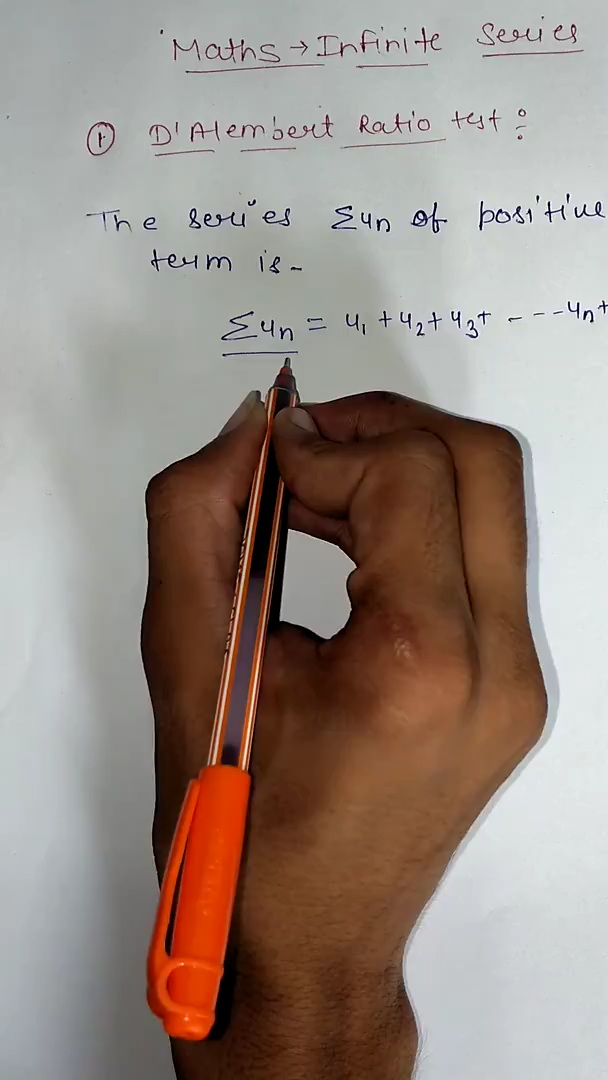 Maths → Infinite Series
① D'Alembert Ratio test :
The series Σun of positive
term is -
Σun = u1 + u2 + u3 + - - - - un +